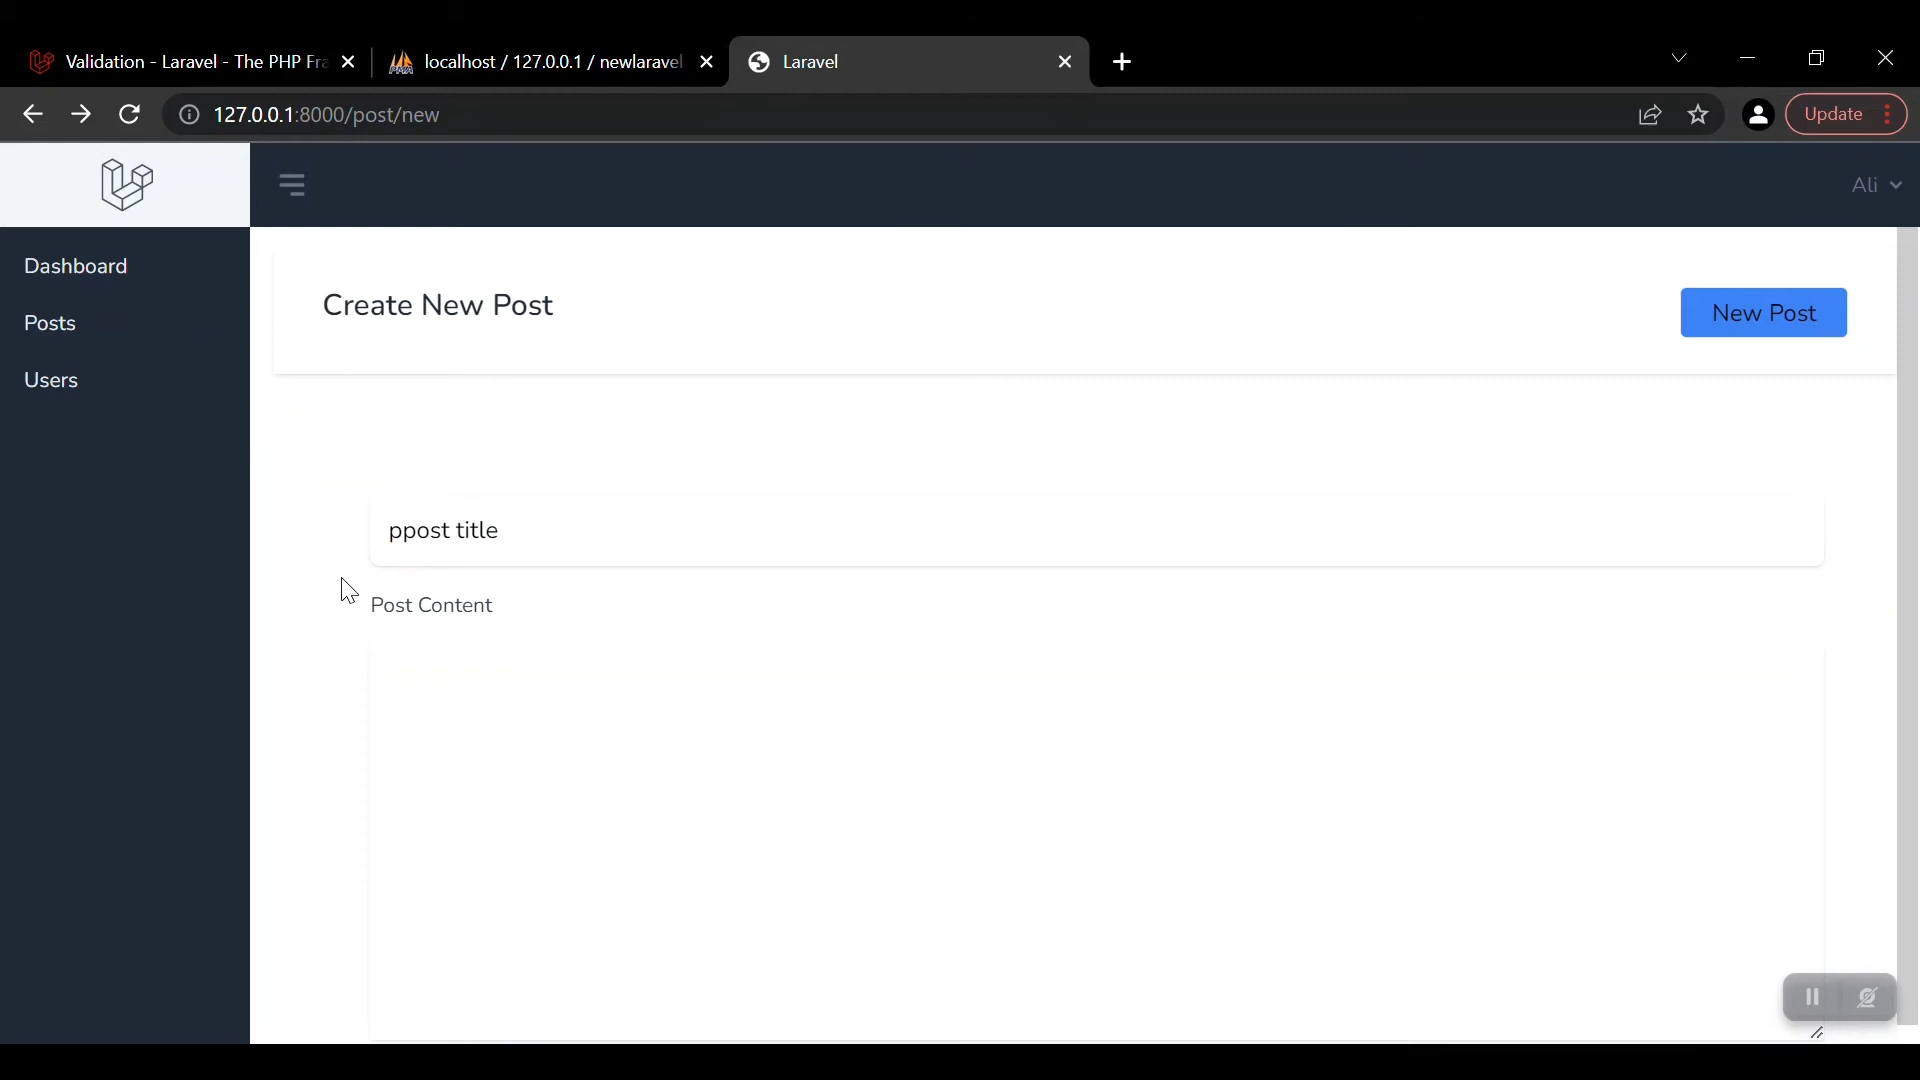 Validation - Laravel - The PHP Fra
localhost / 127.0.0.1 / newlaravel
Laravel
127.0.0.1:8000/post/new
Update
Ali
Dashboard
Posts
Users
Create New Post
New Post
ppost title
Post Content